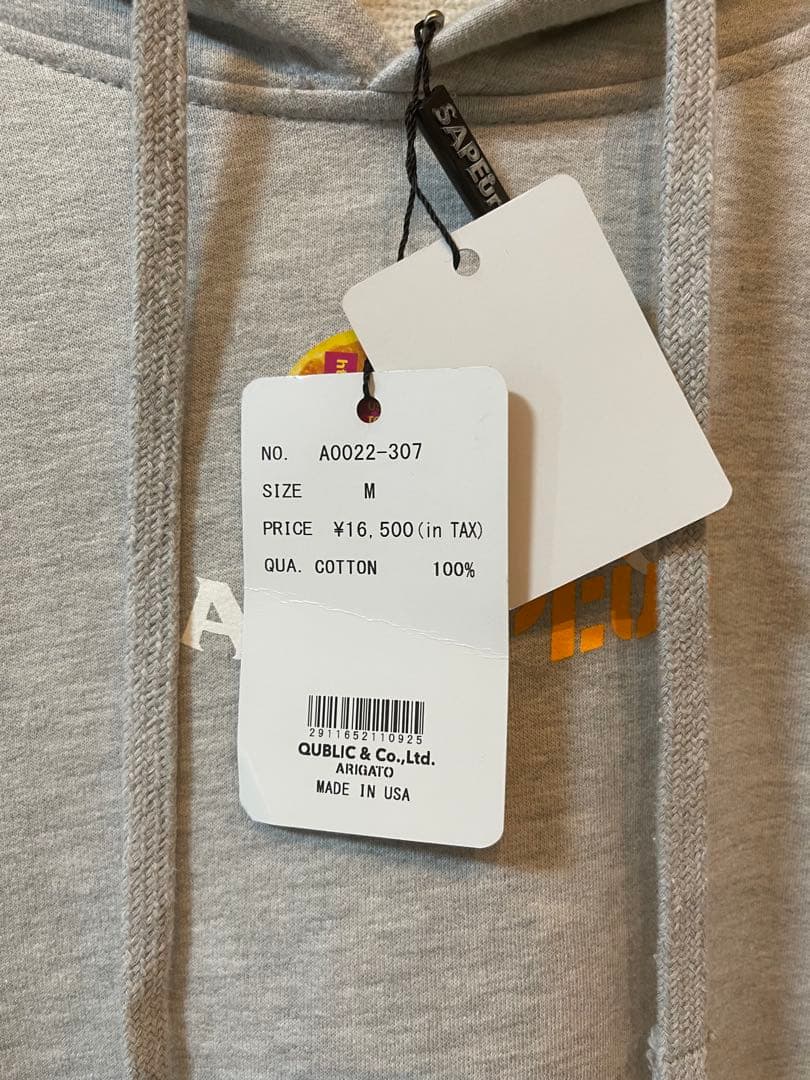 SAPEur
NO. A0022-307
SIZE M
PRICE ¥16,500(in TAX)
QUA. COTTON 100%
A
2911652110925
QUBLIC & Co.,Ltd.
ARIGATO
MADE IN USA